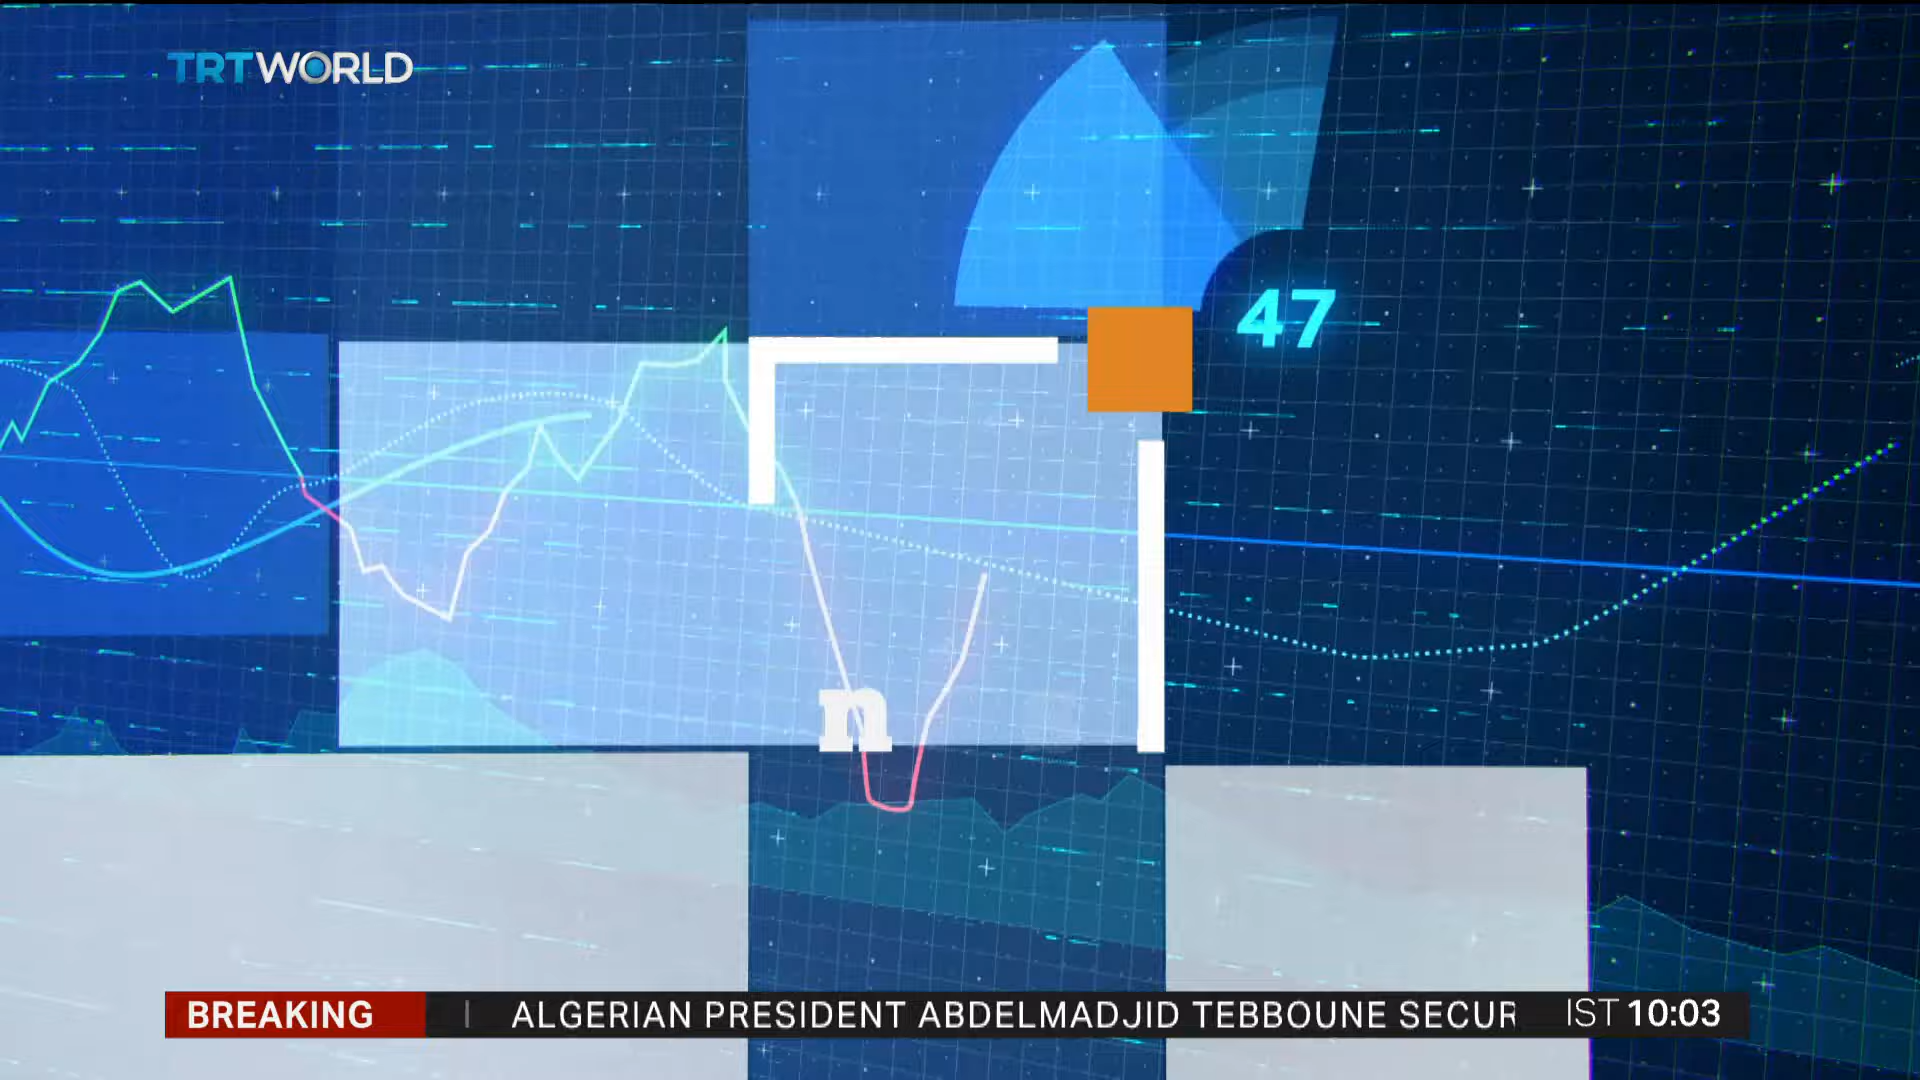 TRT WORLD
47
n
BREAKING | ALGERIAN PRESIDENT ABDELMADJID TEBBOUNE SECUR IST 10:03